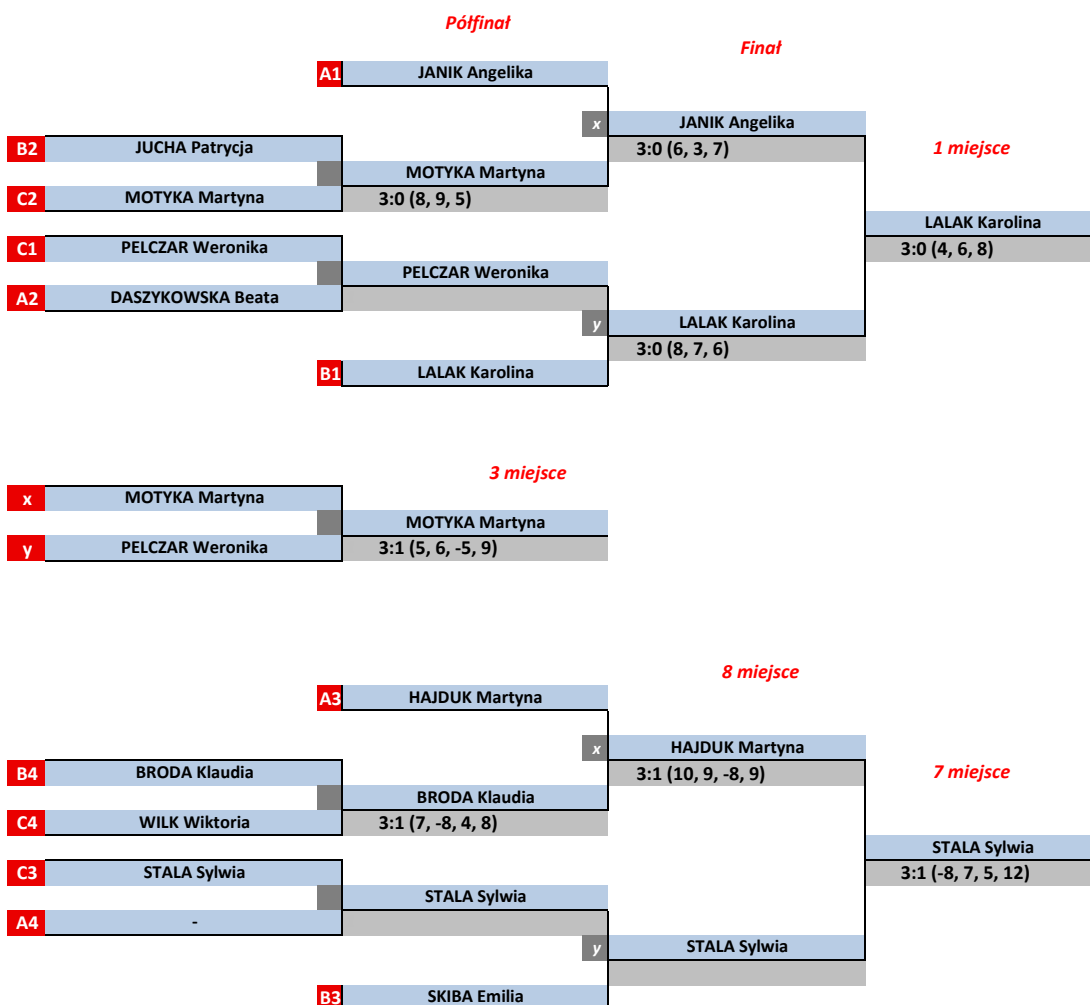 Półfinał
Finał
A1 JANIK Angelika
x JANIK Angelika
B2 JUCHA Patrycja
3:0 (6, 3, 7)
1 miejsce
MOTYKA Martyna
C2 MOTYKA Martyna
3:0 (8, 9, 5)
LALAK Karolina
C1 PELCZAR Weronika
3:0 (4, 6, 8)
PELCZAR Weronika
A2 DASZYKOWSKA Beata
y LALAK Karolina
3:0 (8, 7, 6)
B1 LALAK Karolina
3 miejsce
x MOTYKA Martyna
MOTYKA Martyna
y PELCZAR Weronika
3:1 (5, 6, -5, 9)
8 miejsce
A3 HAJDUK Martyna
x HAJDUK Martyna
B4 BRODA Klaudia
3:1 (10, 9, -8, 9)
7 miejsce
BRODA Klaudia
C4 WILK Wiktoria
3:1 (7, -8, 4, 8)
STALA Sylwia
C3 STALA Sylwia
3:1 (-8, 7, 5, 12)
STALA Sylwia
A4 -
y STALA Sylwia
B3 SKIBA Emilia